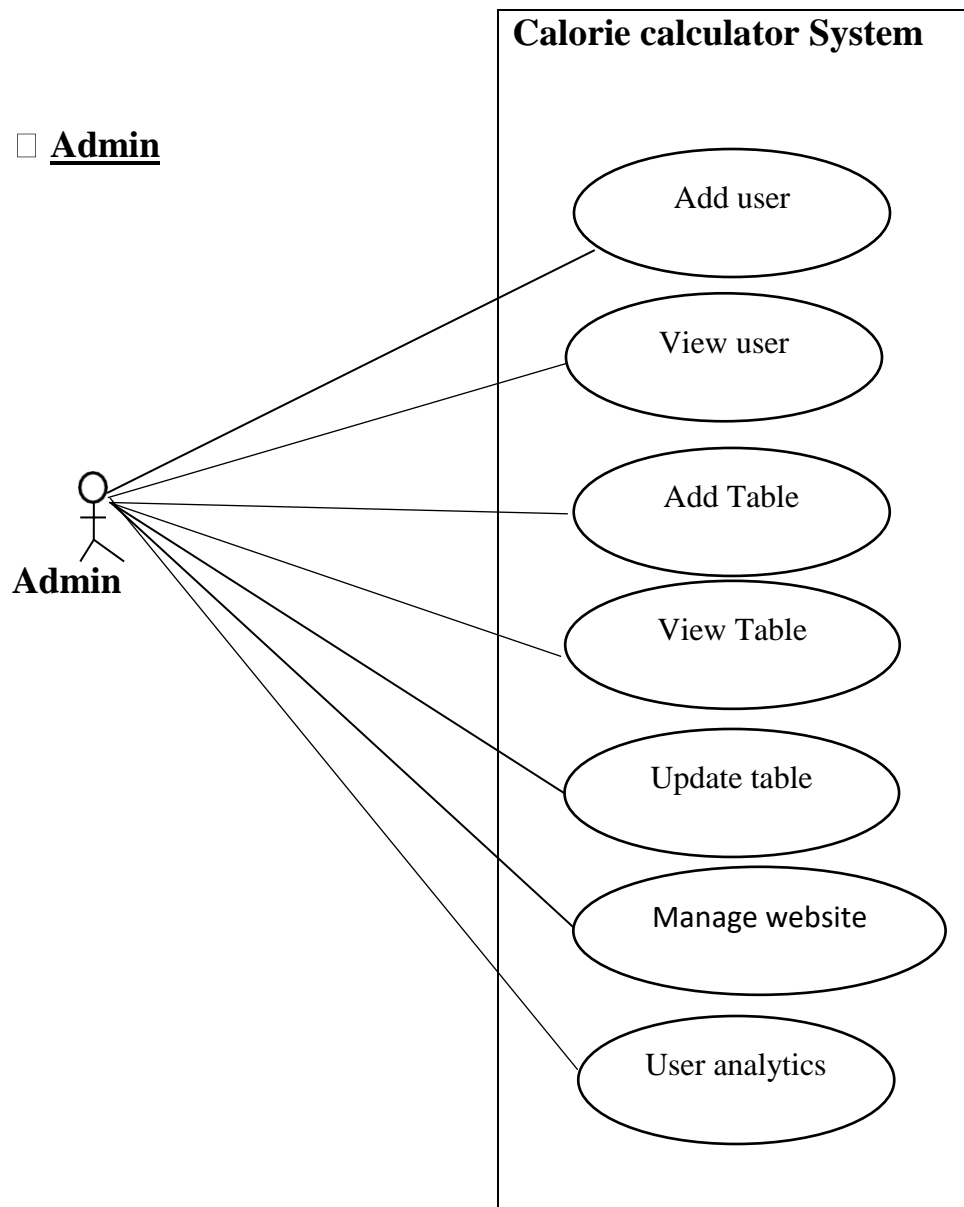 Calorie calculator System
Admin
Add user
View user
Add Table
Admin
View Table
Update table
Manage website
User analytics